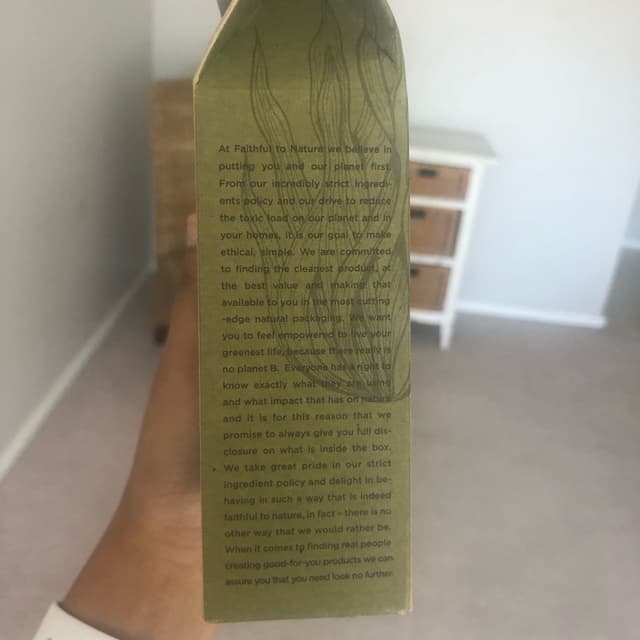 At Faithful to Nature we believe in
putting you and our planet first.
From our incredibly strict ingredi-
ents policy and our drive to reduce
the toxic load on our planet and in
your homes, it is our goal to make
ethical, simple. We are committed
to finding the cleanest product, at
the best value and making that
available to you in the most cutting
-edge natural packaging. We want
you to feel empowered to live your
greenest life, because there really is
no planet B. Everyone has a right to
know exactly what they are using
and what impact that has on nature
and it is for this reason that we
promise to always give you full dis-
closure on what is inside the box.
We take great pride in our strict
ingredient policy and delight in be-
having in such a way that is indeed
faithful to nature, in fact - there is no
other way that we would rather be.
When it comes to finding real people
creating good-for-you products we can
assure you that you need look no further.